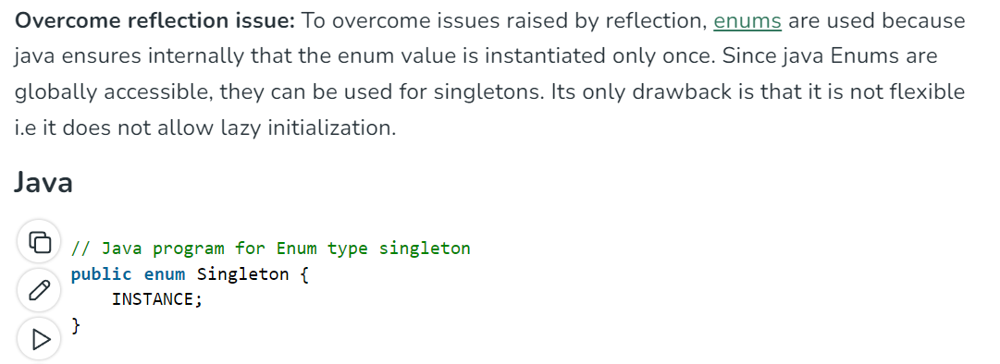 Overcome reflection issue: To overcome issues raised by reflection, enums are used because
java ensures internally that the enum value is instantiated only once. Since java Enums are
globally accessible, they can be used for singletons. Its only drawback is that it is not flexible
i.e it does not allow lazy initialization.
Java
// Java program for Enum type singleton
public enum Singleton {
    INSTANCE;
}